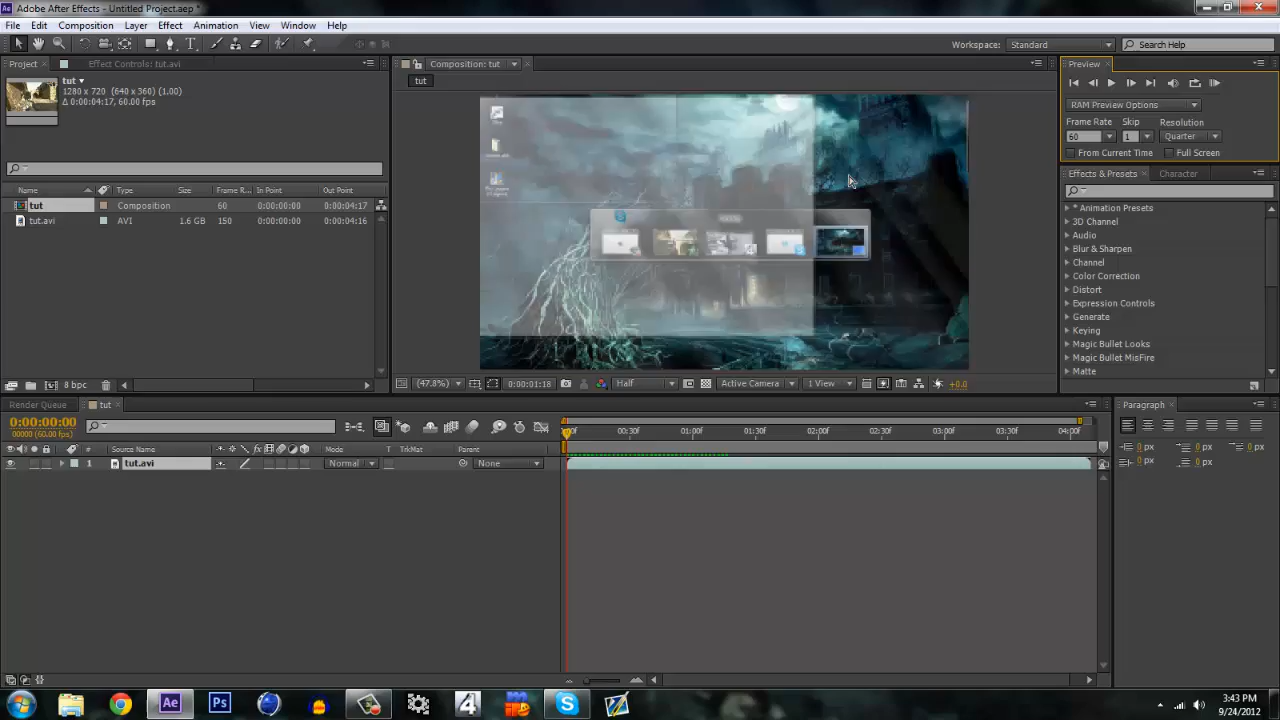 Adobe After Effects - Untitled Project.aep *
File Edit Composition Layer Effect Animation View Window Help
Workspace: Standard Search Help
Project Effect Controls: tut.avi
tut
1280 x 720 (640 x 360) (1.00)
Δ 0:00:04:17, 60.00 fps
Name Type Size Frame R... In Point Out Point
tut Composition 60 0:00:00:00 0:00:04:17
tut.avi AVI 1.6 GB 150 0:00:00:00 0:00:04:16
8 bpc
Composition: tut
tut
(47.8%) 0:00:01:18 Half Active Camera 1 View +0.0
Preview
RAM Preview Options
Frame Rate Skip Resolution
60 1 Quarter
From Current Time Full Screen
Effects & Presets Character
* Animation Presets
3D Channel
Audio
Blur & Sharpen
Channel
Color Correction
Distort
Expression Controls
Generate
Keying
Magic Bullet Looks
Magic Bullet MisFire
Matte
Render Queue tut
0:00:00:00
00000 (60.00 fps)
00:30f 01:00f 01:30f 02:00f 02:30f 03:00f 03:30f 04:00f
# Source Name Mode T TrkMat Parent
1 tut.avi Normal None
Paragraph
0 px 0 px 0 px
0 px 0 px
Ae Ps 4
3:43 PM
9/24/2012